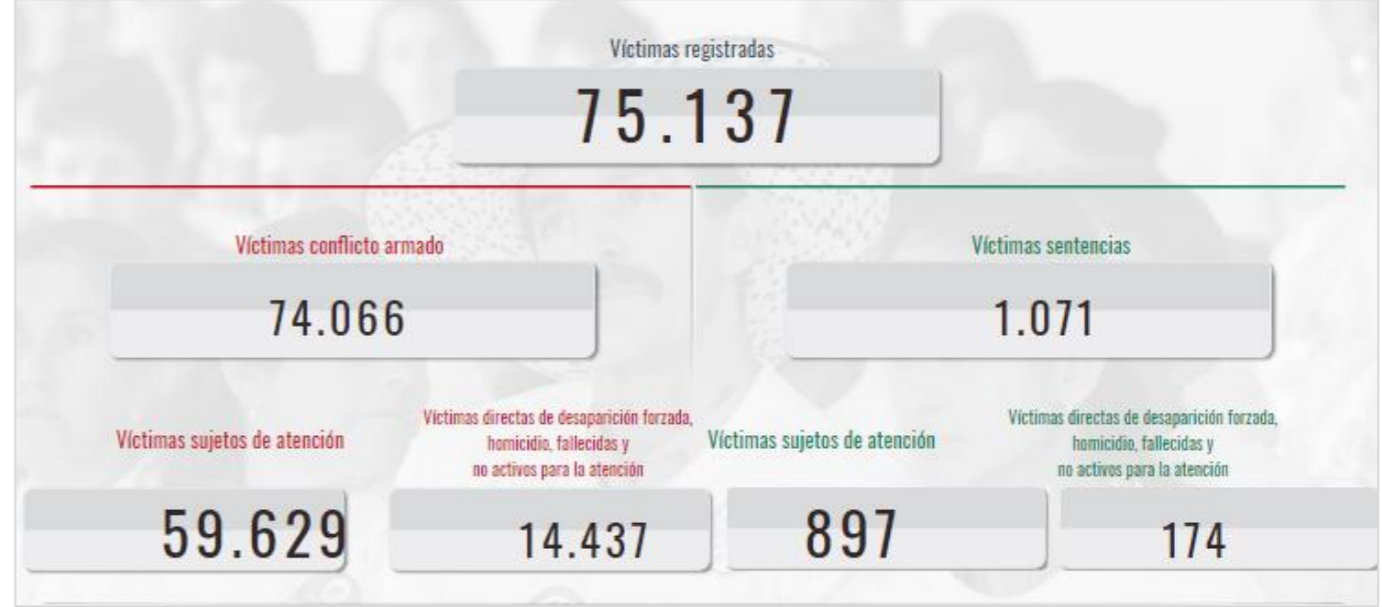 Víctimas registradas
75.137
Víctimas conflicto armado
74.066
Víctimas sentencias
1.071
Víctimas sujetos de atención
59.629
Víctimas directas de desaparición forzada,
homicidio, fallecidas y
no activos para la atención
14.437
Víctimas sujetos de atención
897
Víctimas directas de desaparición forzada,
homicidio, fallecidas y
no activos para la atención
174